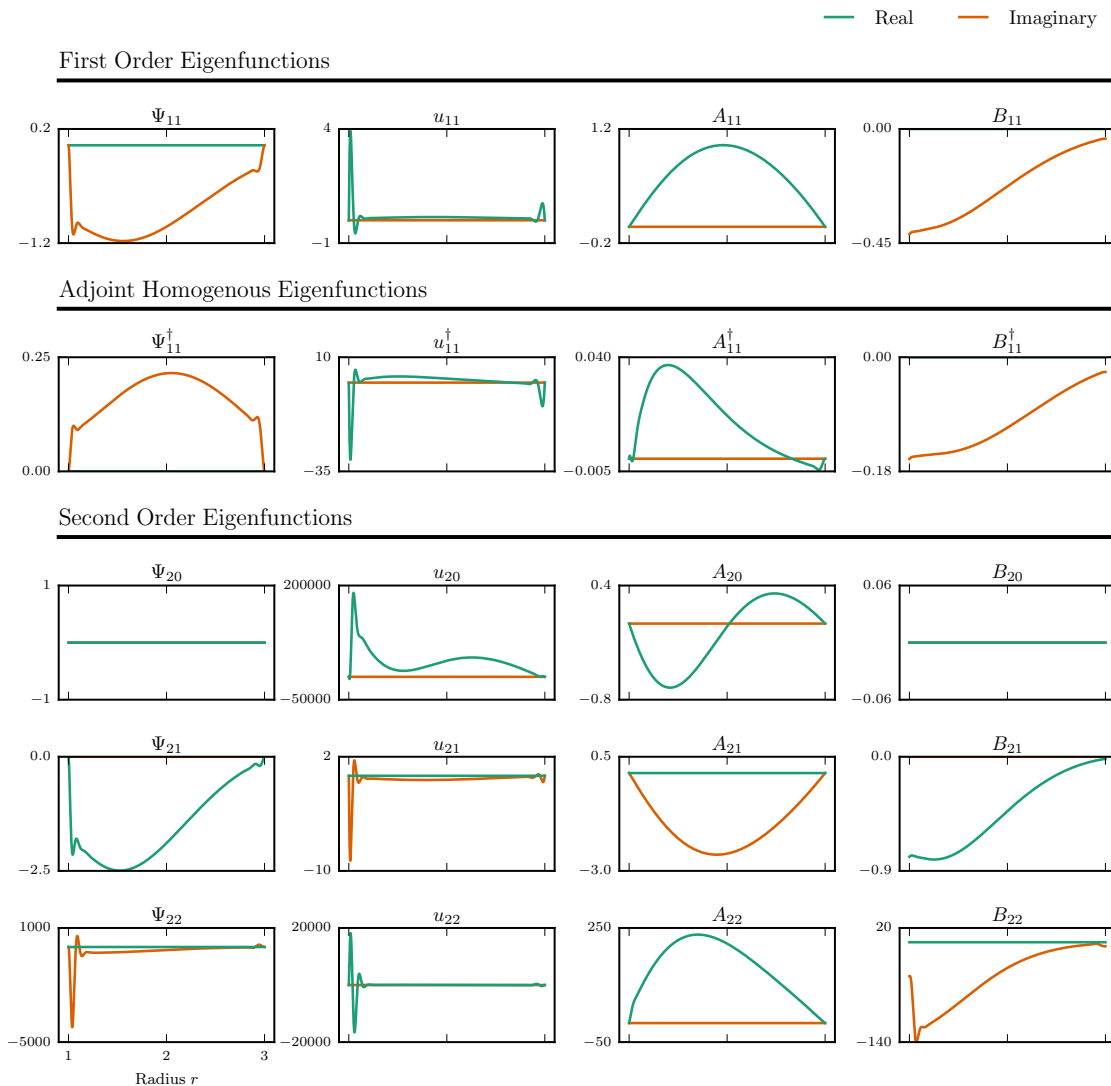 Real Imaginary
First Order Eigenfunctions
Ψ₁₁ u₁₁ A₁₁ B₁₁
0.2 4 1.2 0.00
−1.2 −1 −0.2 −0.45
Adjoint Homogenous Eigenfunctions
Ψ†₁₁ u†₁₁ A†₁₁ B†₁₁
0.25 10 0.040 0.00
0.00 −35 −0.005 −0.18
Second Order Eigenfunctions
Ψ₂₀ u₂₀ A₂₀ B₂₀
1 200000 0.4 0.06
−1 −50000 −0.8 −0.06
Ψ₂₁ u₂₁ A₂₁ B₂₁
0.0 2 0.5 0.0
−2.5 −10 −3.0 −0.9
Ψ₂₂ u₂₂ A₂₂ B₂₂
1000 20000 250 20
−5000 −20000 −50 −140
1 2 3
Radius r